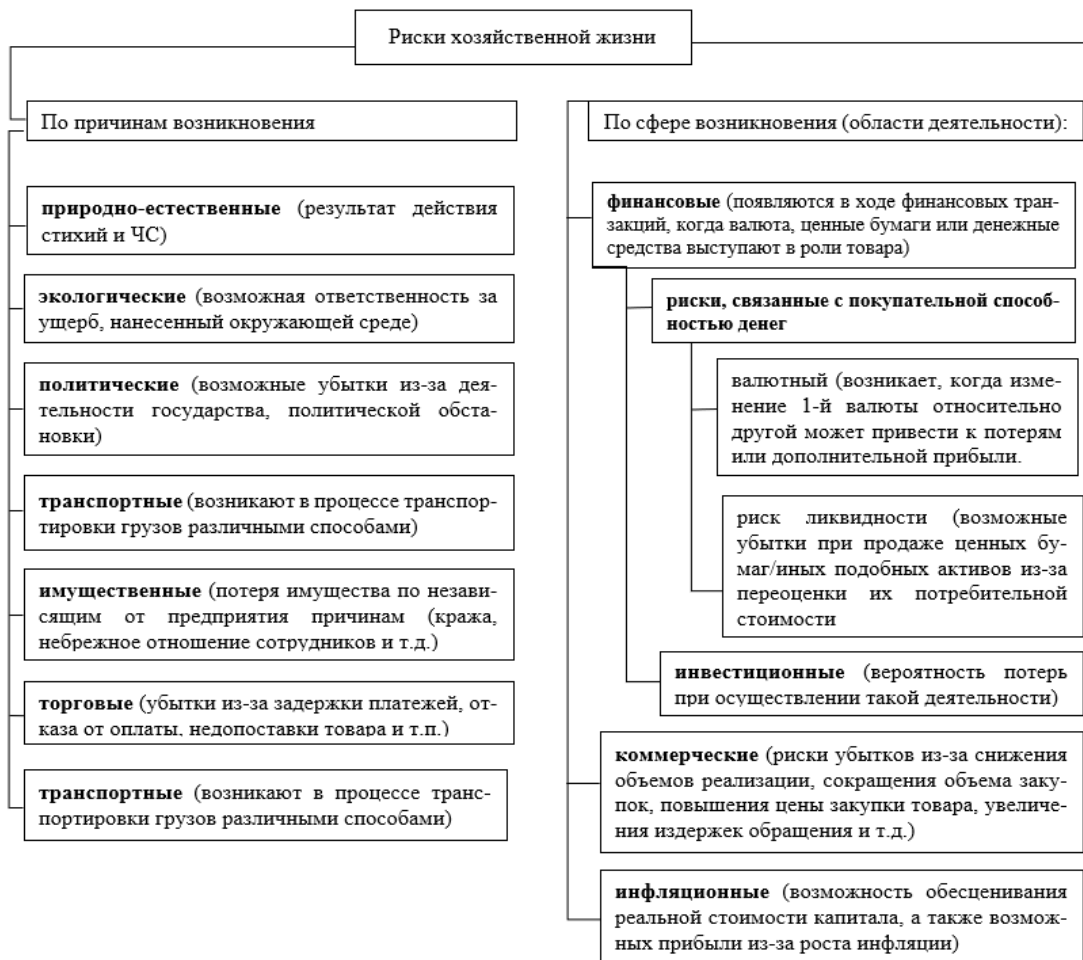 Риски хозяйственной жизни
По причинам возникновения
природно-естественные (результат действия
стихий и ЧС)
экологические (возможная ответственность за
ущерб, нанесенный окружающей среде)
политические (возможные убытки из-за дея-
тельности государства, политической обста-
новки)
транспортные (возникают в процессе транспор-
тировки грузов различными способами)
имущественные (потеря имущества по незави-
сящим от предприятия причинам (кража,
небрежное отношение сотрудников и т.д.)
торговые (убытки из-за задержки платежей, от-
каза от оплаты, недопоставки товара и т.п.)
транспортные (возникают в процессе транс-
портировки грузов различными способами)
По сфере возникновения (области деятельности):
финансовые (появляются в ходе финансовых тран-
закций, когда валюта, ценные бумаги или денежные
средства выступают в роли товара)
риски, связанные с покупательной способ-
ностью денег
валютный (возникает, когда изме-
нение 1-й валюты относительно
другой может привести к потерям
или дополнительной прибыли.
риск ликвидности (возможные
убытки при продаже ценных бу-
маг/иных подобных активов из-за
переоценки их потребительной
стоимости
инвестиционные (вероятность потерь
при осуществлении такой деятельности)
коммерческие (риски убытков из-за снижения
объемов реализации, сокращения объема заку-
пок, повышения цены закупки товара, увеличе-
ния издержек обращения и т.д.)
инфляционные (возможность обесценивания
реальной стоимости капитала, а также возмож-
ных прибыли из-за роста инфляции)